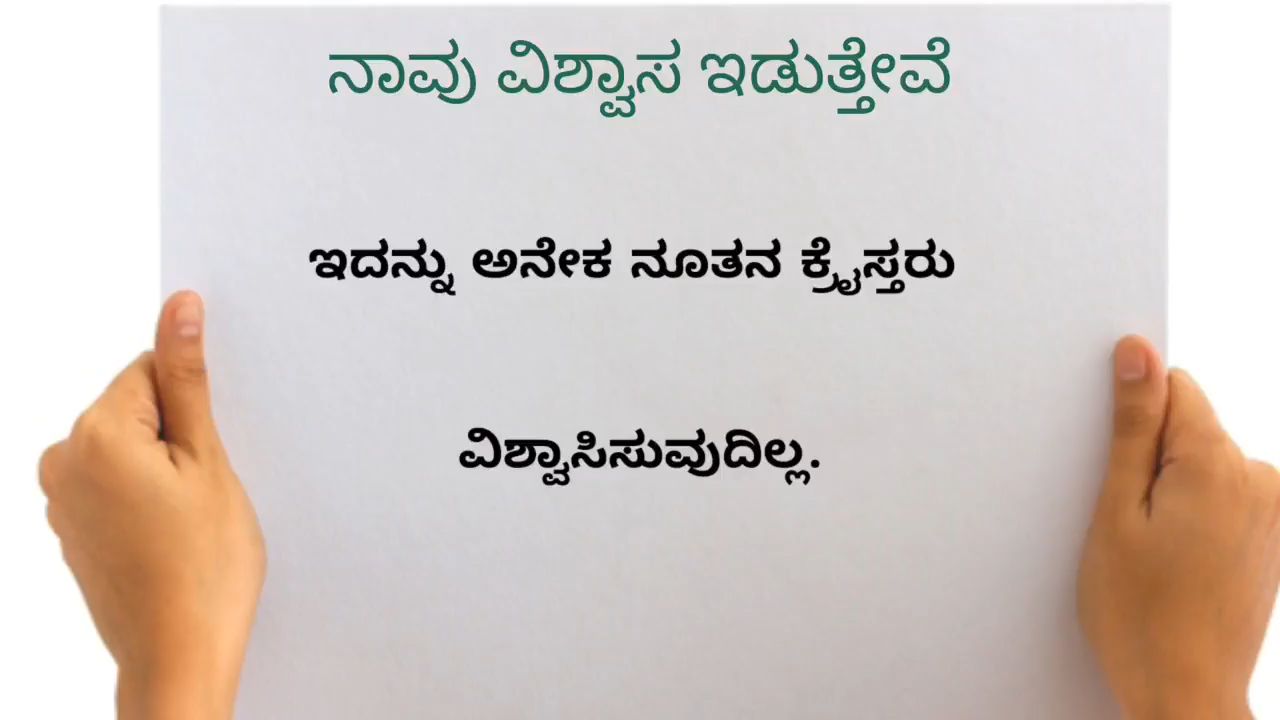 ನಾವು ವಿಶ್ವಾಸ ಇಡುತ್ತೇವೆ
ಇದನ್ನು ಅನೇಕ ನೂತನ ಕ್ರೈಸ್ತರು
ವಿಶ್ವಾಸಿಸುವುದಿಲ್ಲ.